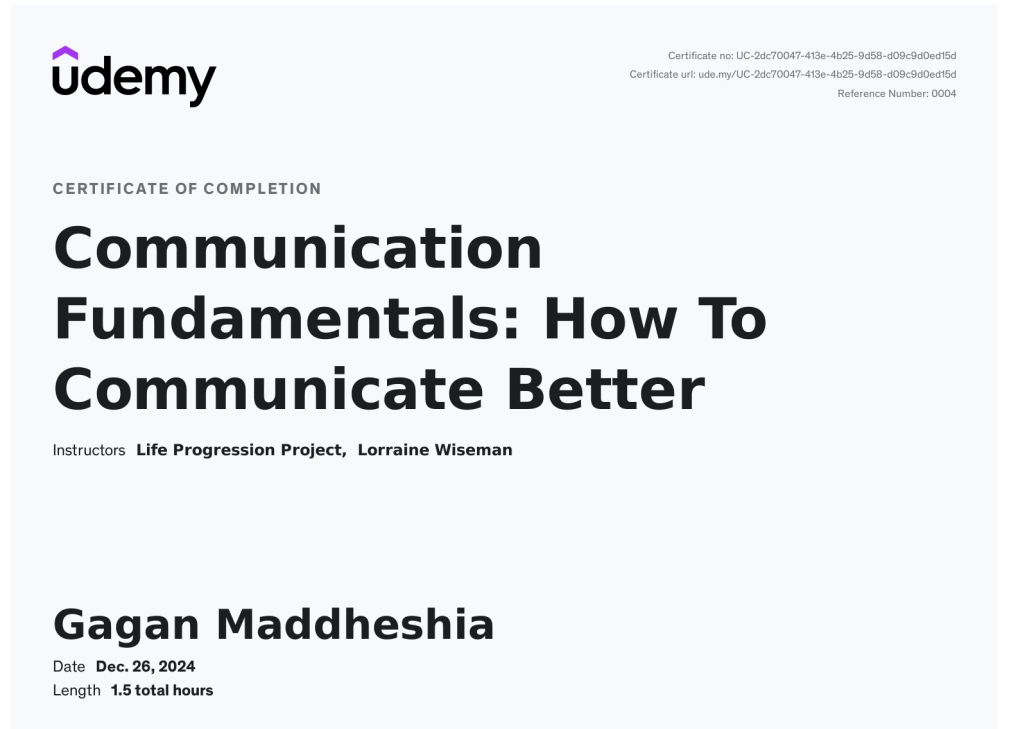 udemy
Certificate no: UC-2dc70047-413e-4b25-9d58-d09c9d0ed15d
Certificate url: ude.my/UC-2dc70047-413e-4b25-9d58-d09c9d0ed15d
Reference Number: 0004
CERTIFICATE OF COMPLETION
Communication
Fundamentals: How To
Communicate Better
Instructors Life Progression Project, Lorraine Wiseman
Gagan Maddheshia
Date Dec. 26, 2024
Length 1.5 total hours